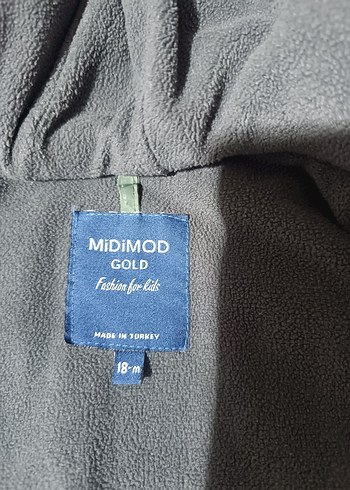 MiDiMOD
GOLD
Fashion for kids
MADE IN TURKEY
18-m